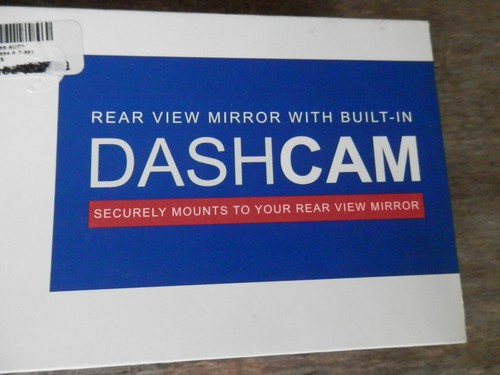 REAR VIEW MIRROR WITH BUILT-IN
DASHCAM
SECURELY MOUNTS TO YOUR REAR VIEW MIRROR